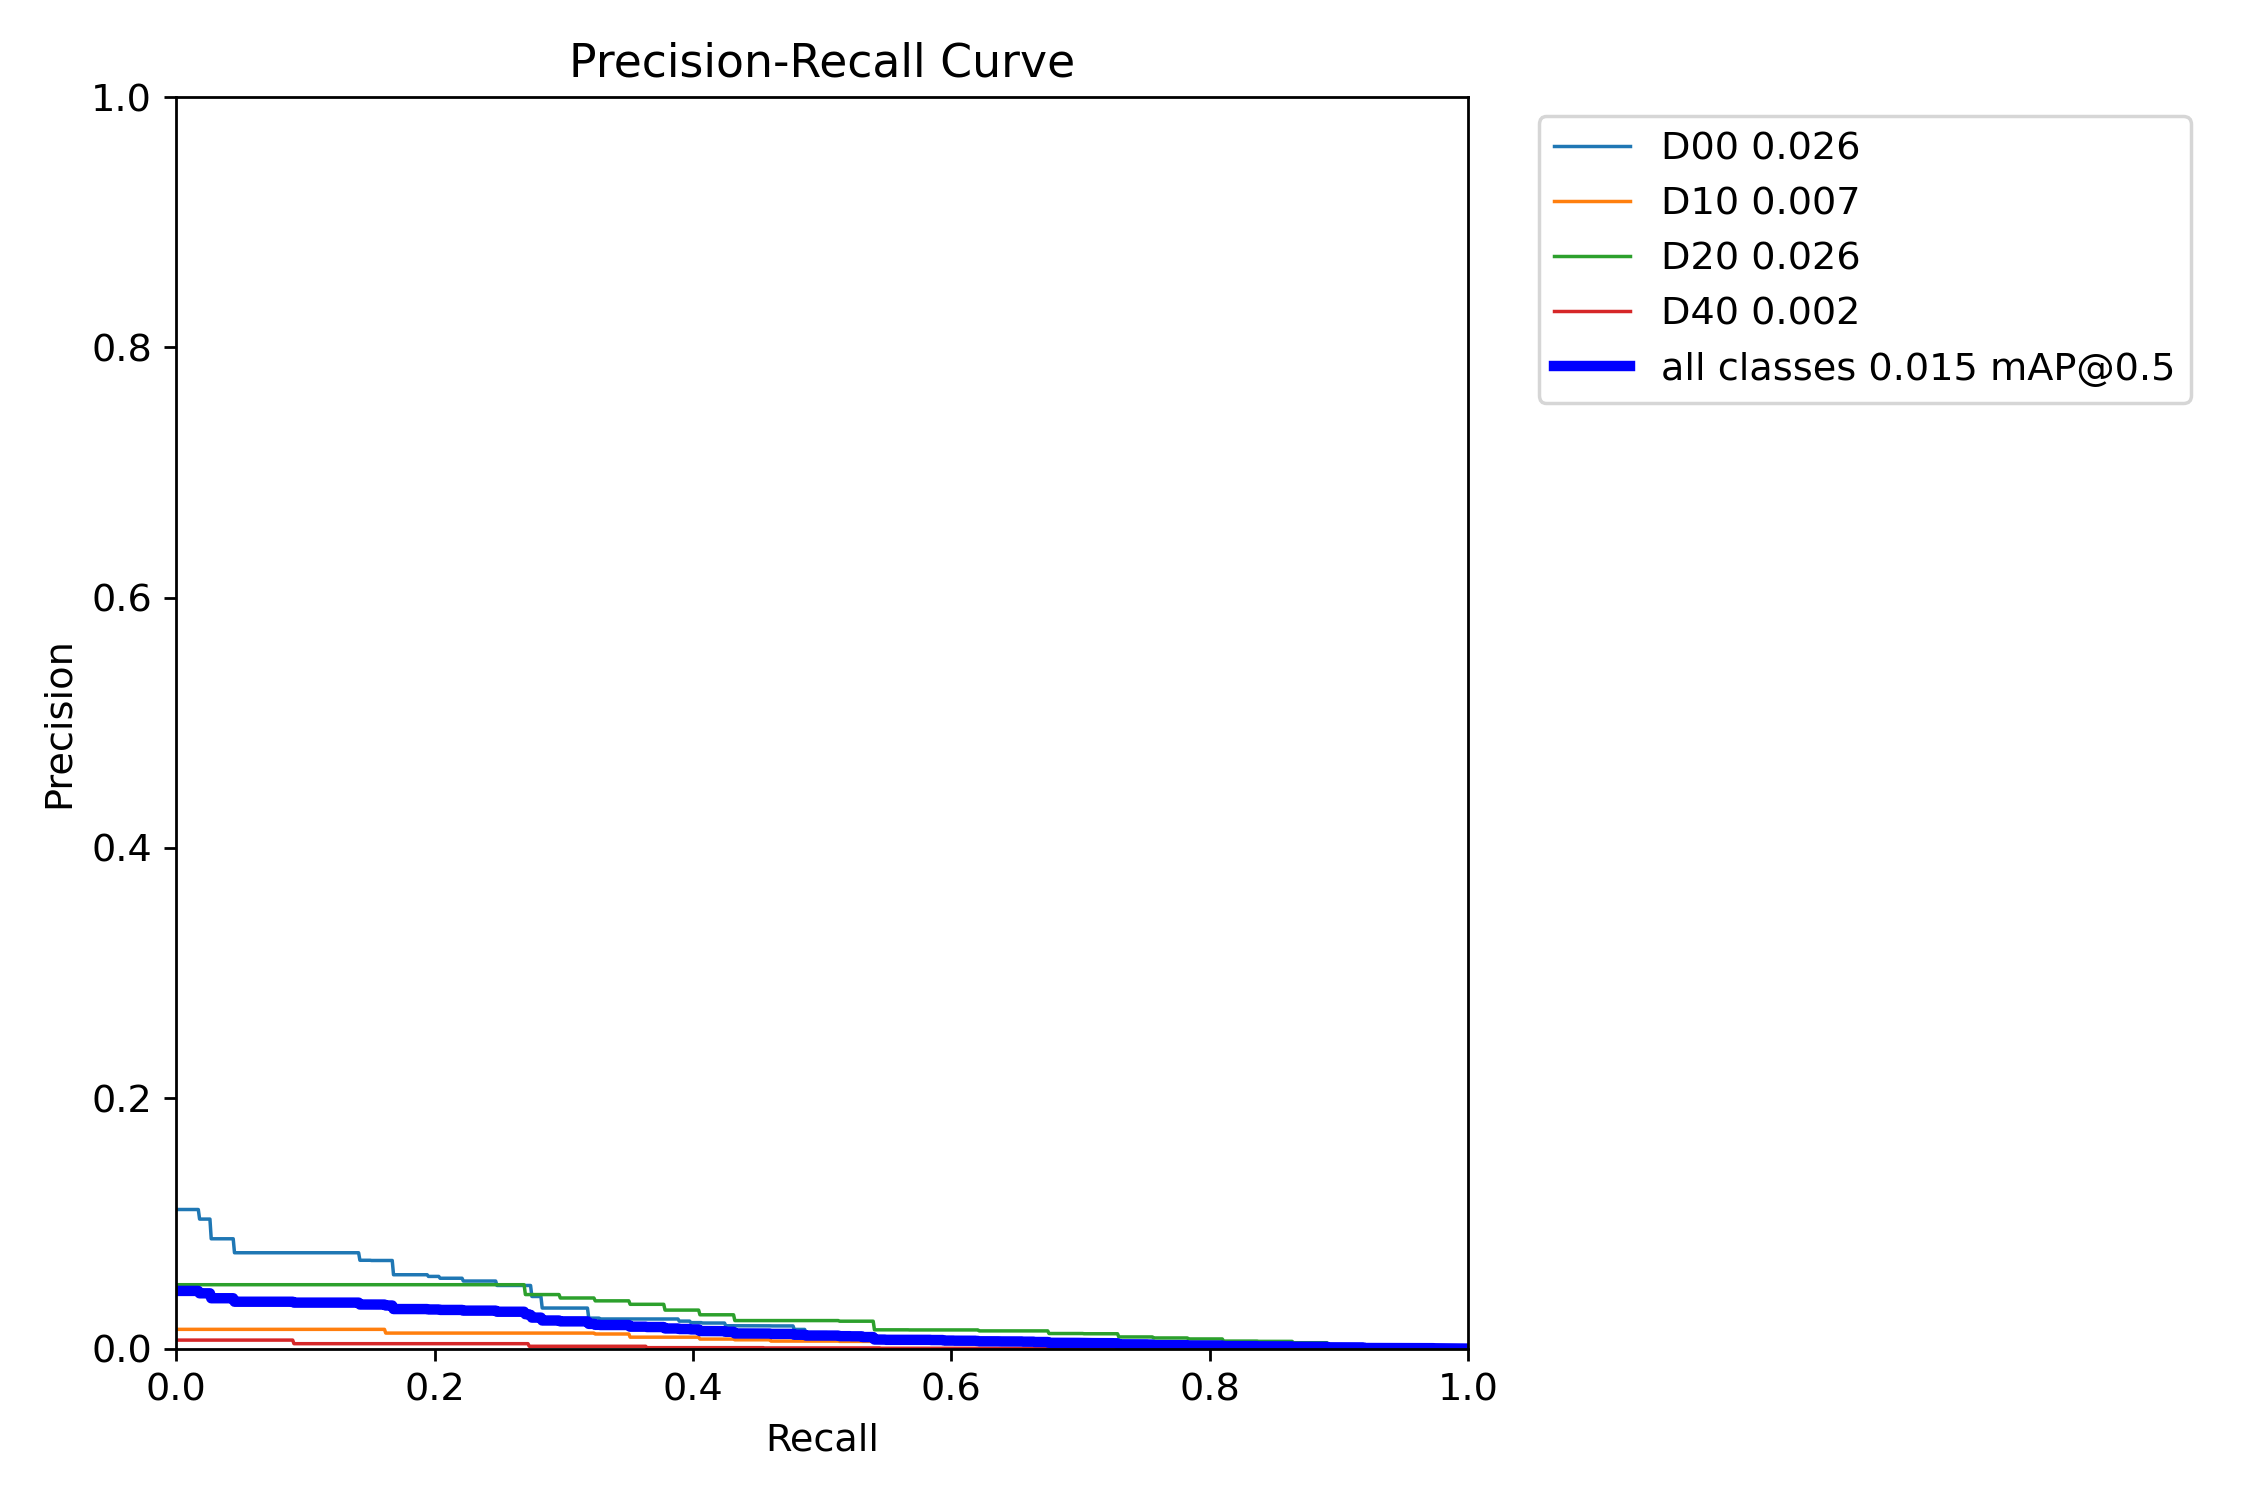 Precision-Recall Curve
1.0
0.8
0.6
0.4
0.2
0.0
Precision
0.0 0.2 0.4 0.6 0.8 1.0
Recall
D00 0.026
D10 0.007
D20 0.026
D40 0.002
all classes 0.015 mAP@0.5